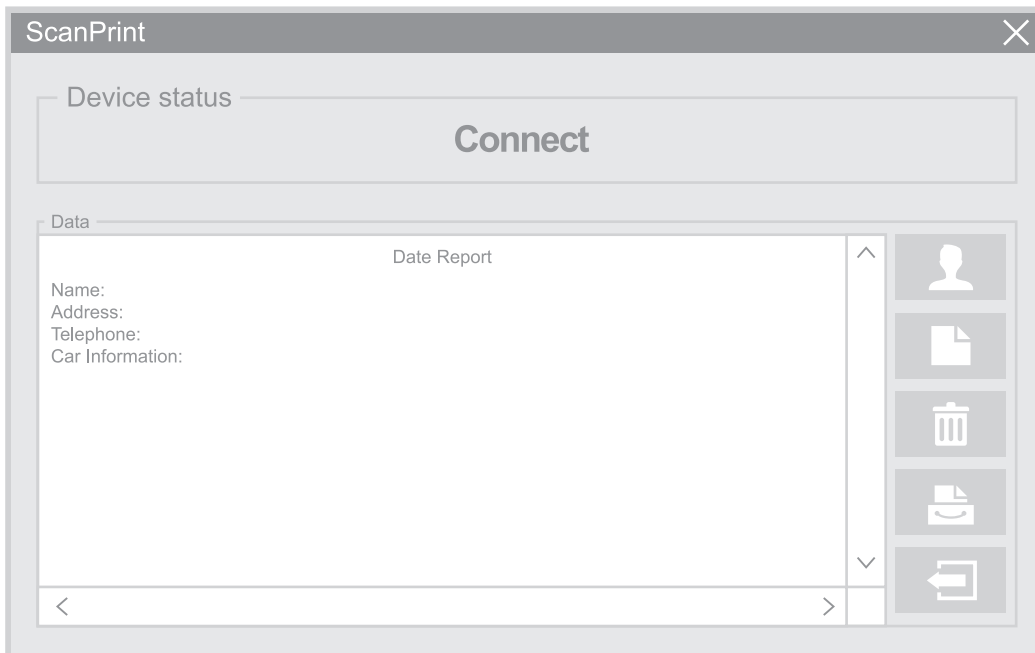 ScanPrint
Device status
Connect
Data
Date Report
Name:
Address:
Telephone:
Car Information: